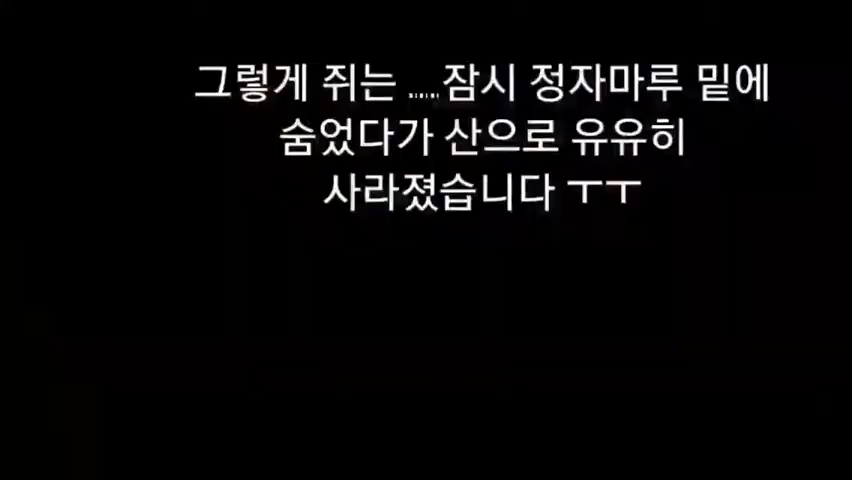 그렇게 쥐는 ......잠시 정자마루 밑에
숨었다가 산으로 유유히
사라졌습니다 ㅜㅜ